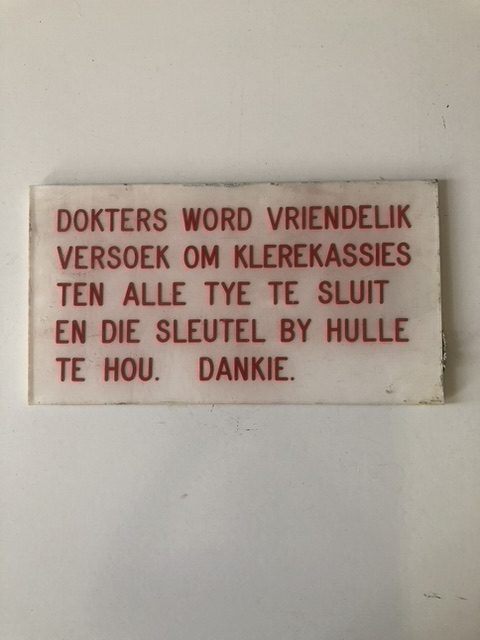 DOKTERS WORD VRIENDELIK
VERSOEK OM KLEREKASSIES
TEN ALLE TYE TE SLUIT
EN DIE SLEUTEL BY HULLE
TE HOU. DANKIE.